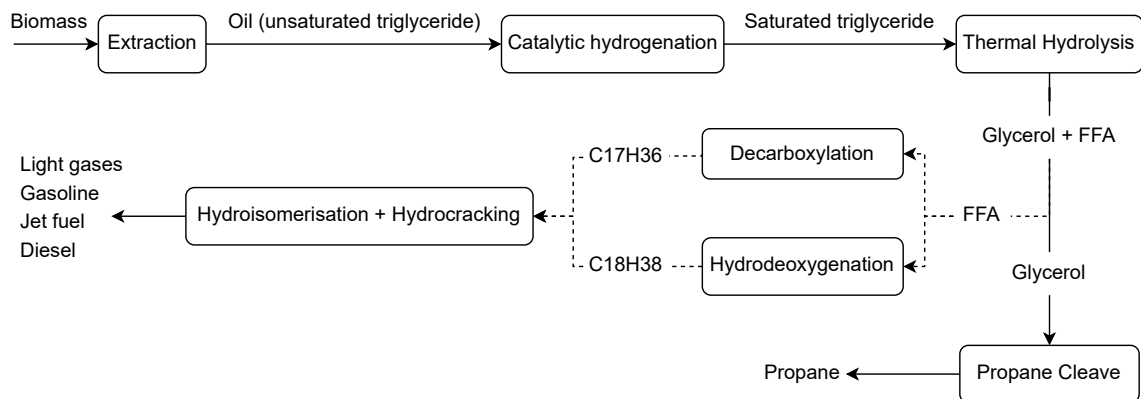 Biomass
Extraction
Oil (unsaturated triglyceride)
Catalytic hydrogenation
Saturated triglyceride
Thermal Hydrolysis
Glycerol + FFA
Decarboxylation
C17H36
Light gases
Gasoline
Jet fuel
Diesel
Hydroisomerisation + Hydrocracking
FFA
C18H38
Hydrodeoxygenation
Glycerol
Propane
Propane Cleave